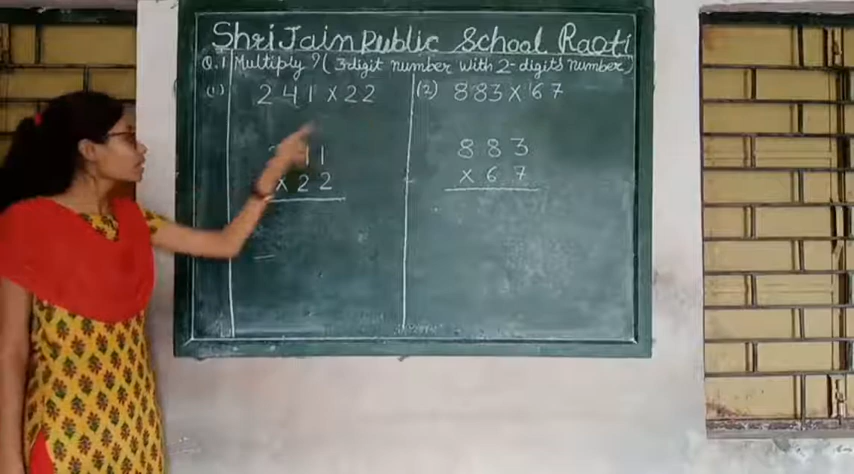 Shri Jain Public School Raoti
Q.1 Multiply ? (3-digit number with 2-digits number)
(1) 241 x 22
(2) 883 x 67
1
x 22
883
x 67